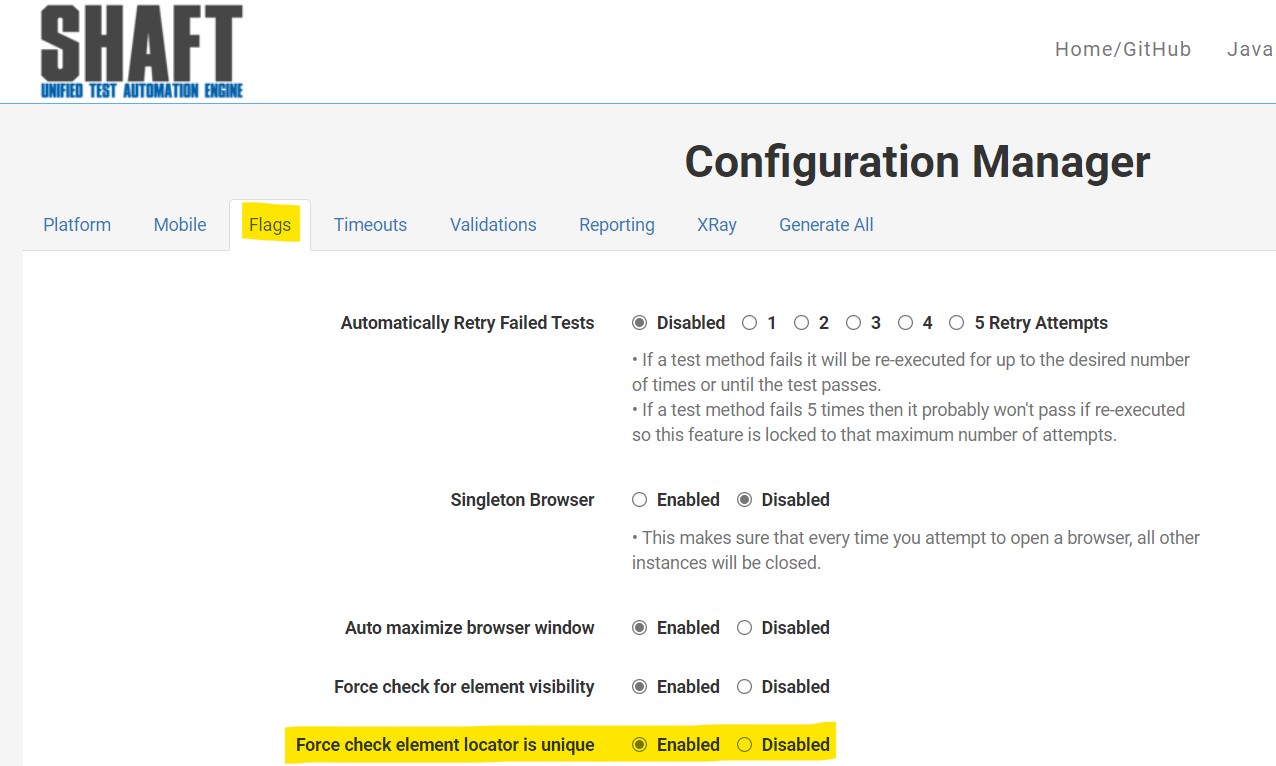 SHAFT
UNIFIED TEST AUTOMATION ENGINE
Home/GitHub Java
Configuration Manager
Platform Mobile Flags Timeouts Validations Reporting XRay Generate All
Automatically Retry Failed Tests Disabled 1 2 3 4 5 Retry Attempts
• If a test method fails it will be re-executed for up to the desired number
of times or until the test passes.
• If a test method fails 5 times then it probably won't pass if re-executed
so this feature is locked to that maximum number of attempts.
Singleton Browser Enabled Disabled
• This makes sure that every time you attempt to open a browser, all other
instances will be closed.
Auto maximize browser window Enabled Disabled
Force check for element visibility Enabled Disabled
Force check element locator is unique Enabled Disabled